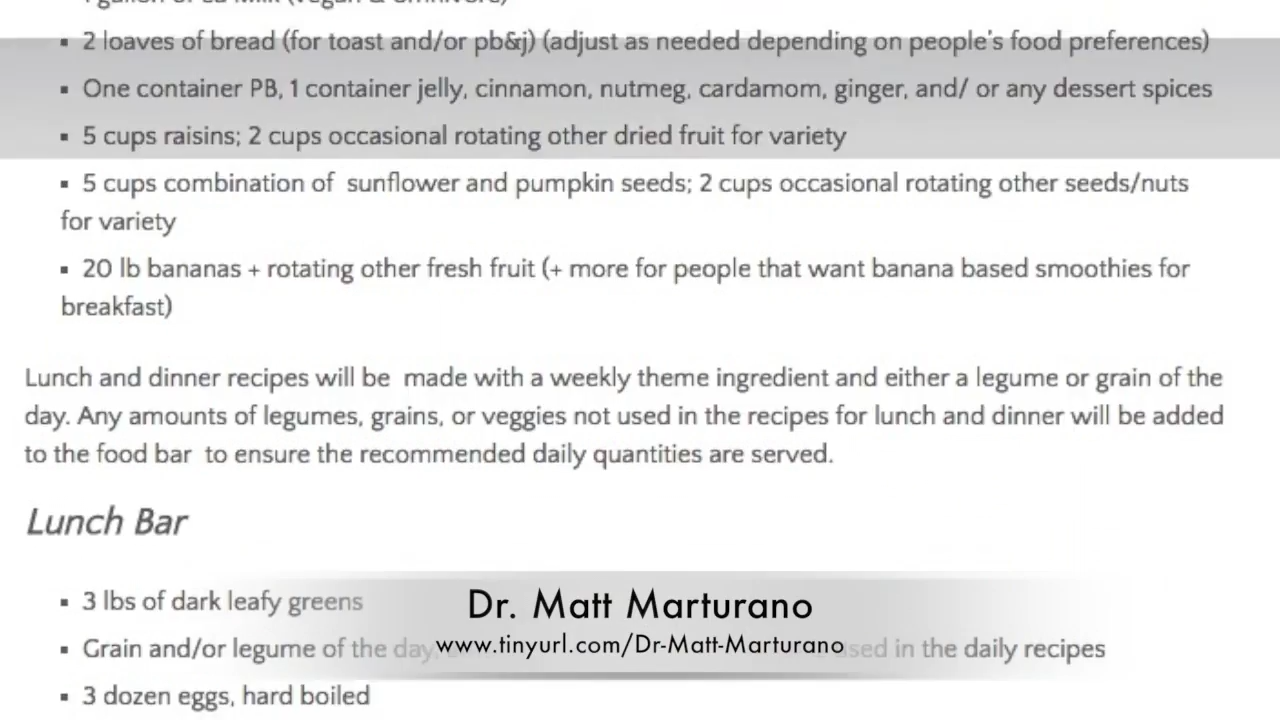 ▪ 2 loaves of bread (for toast and/or pb&j) (adjust as needed depending on people's food preferences)
▪ One container PB, 1 container jelly, cinnamon, nutmeg, cardamom, ginger, and/ or any dessert spices
▪ 5 cups raisins; 2 cups occasional rotating other dried fruit for variety
▪ 5 cups combination of sunflower and pumpkin seeds; 2 cups occasional rotating other seeds/nuts
for variety
▪ 20 lb bananas + rotating other fresh fruit (+ more for people that want banana based smoothies for
breakfast)
Lunch and dinner recipes will be made with a weekly theme ingredient and either a legume or grain of the
day. Any amounts of legumes, grains, or veggies not used in the recipes for lunch and dinner will be added
to the food bar to ensure the recommended daily quantities are served.
Lunch Bar
▪ 3 lbs of dark leafy greens
Dr. Matt Marturano
▪ Grain and/or legume of the day, used in the daily recipes
www.tinyurl.com/Dr-Matt-Marturano
▪ 3 dozen eggs, hard boiled